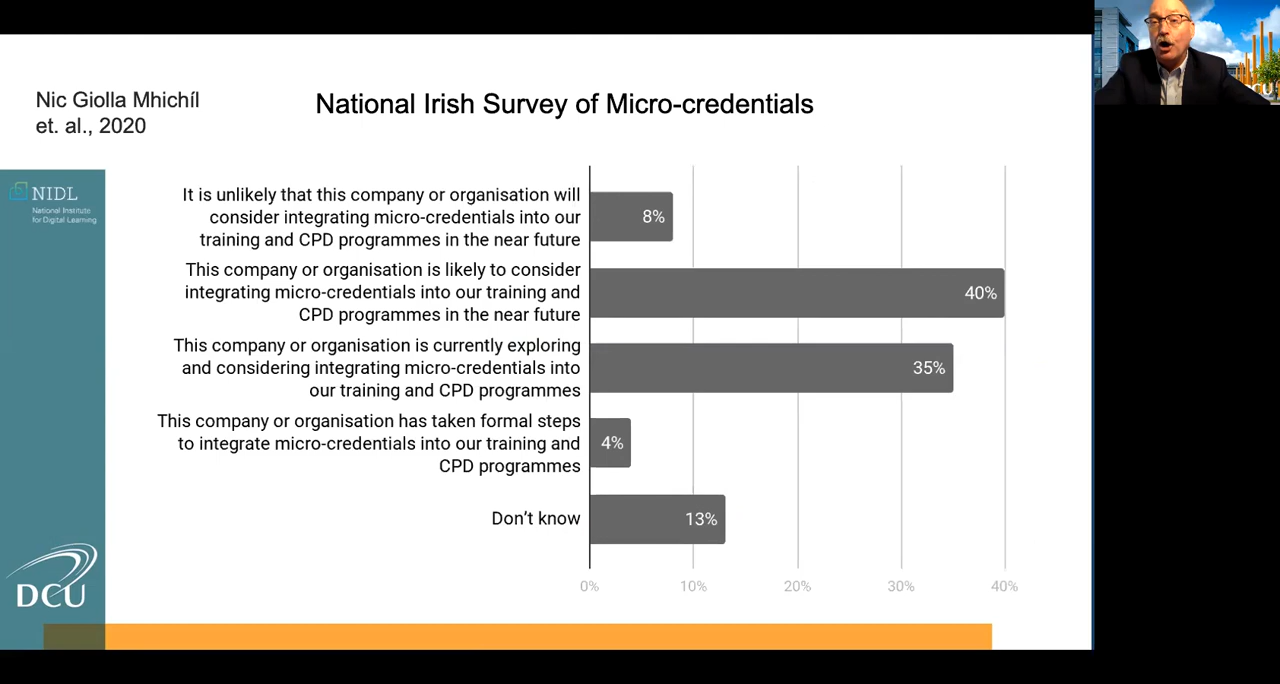 Nic Giolla Mhichíl
et. al., 2020
National Irish Survey of Micro-credentials
NIDL
National Institute
for Digital Learning
It is unlikely that this company or organisation will
consider integrating micro-credentials into our
training and CPD programmes in the near future
8%
This company or organisation is likely to consider
integrating micro-credentials into our training and
CPD programmes in the near future
40%
This company or organisation is currently exploring
and considering integrating micro-credentials into
our training and CPD programmes
35%
This company or organisation has taken formal steps
to integrate micro-credentials into our training and
CPD programmes
4%
Don’t know
13%
0% 10% 20% 30% 40%
DCU